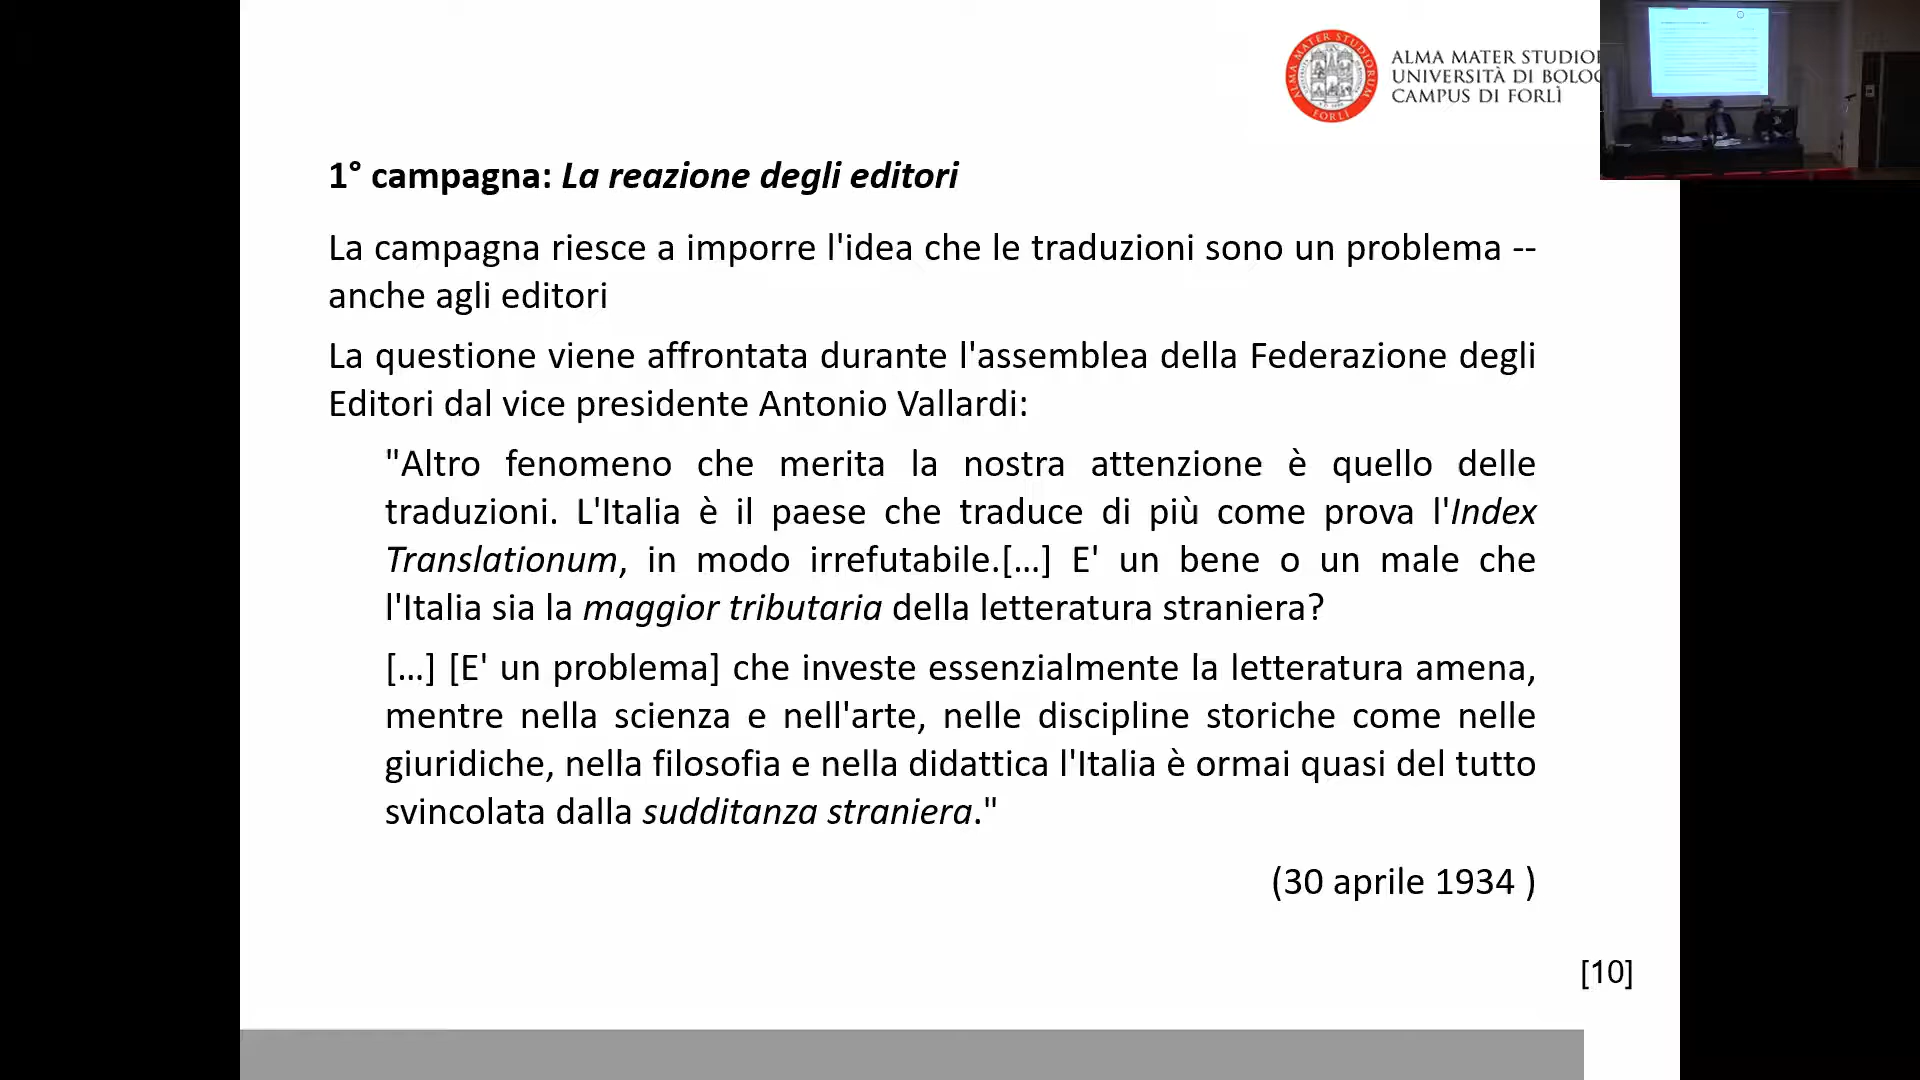 ALMA MATER STUDIO
UNIVERSITÀ DI BOLO
CAMPUS DI FORLÌ
ALMA MATER STUDIORUM
FORLÌ
1° campagna: La reazione degli editori
La campagna riesce a imporre l'idea che le traduzioni sono un problema --
anche agli editori
La questione viene affrontata durante l'assemblea della Federazione degli
Editori dal vice presidente Antonio Vallardi:
"Altro fenomeno che merita la nostra attenzione è quello delle
traduzioni. L'Italia è il paese che traduce di più come prova l'Index
Translationum, in modo irrefutabile.[...] E' un bene o un male che
l'Italia sia la maggior tributaria della letteratura straniera?
[...] [E' un problema] che investe essenzialmente la letteratura amena,
mentre nella scienza e nell'arte, nelle discipline storiche come nelle
giuridiche, nella filosofia e nella didattica l'Italia è ormai quasi del tutto
svincolata dalla sudditanza straniera."
(30 aprile 1934 )
[10]